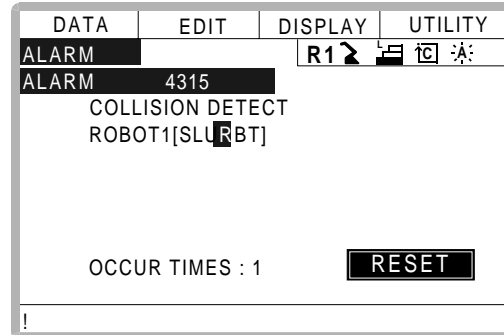 DATA EDIT DISPLAY UTILITY
ALARM R1 C
ALARM 4315
COLLISION DETECT
ROBOT1[SLURBT]
OCCUR TIMES : 1 RESET
!